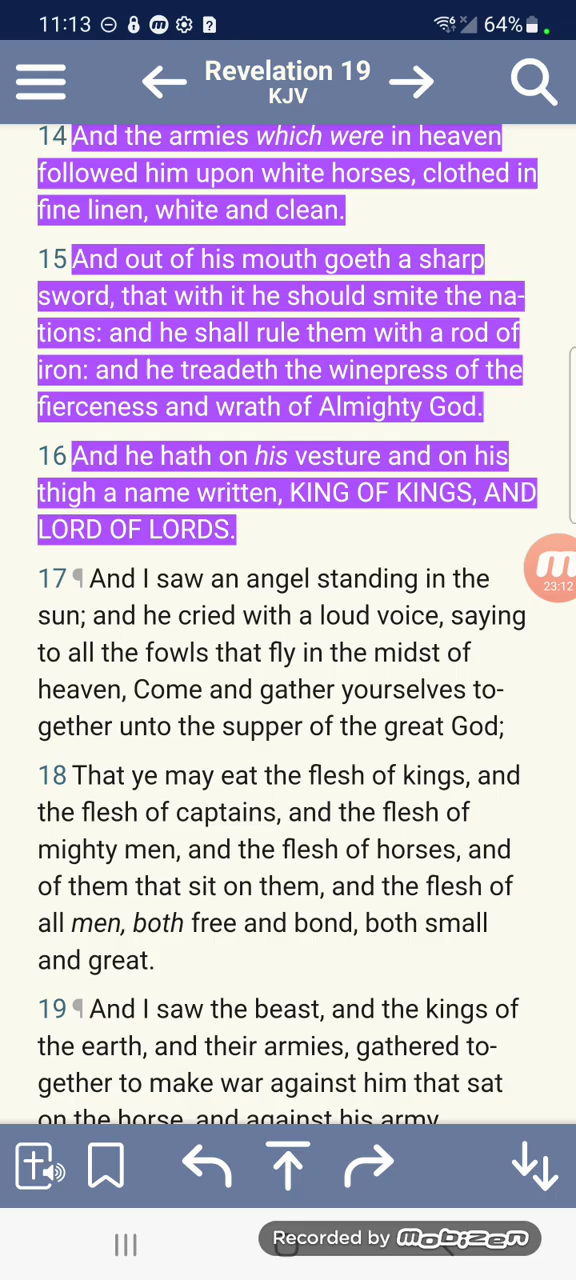 11:13 64%
Revelation 19
KJV
14 And the armies which were in heaven
followed him upon white horses, clothed in
fine linen, white and clean.
15 And out of his mouth goeth a sharp
sword, that with it he should smite the na-
tions: and he shall rule them with a rod of
iron: and he treadeth the winepress of the
fierceness and wrath of Almighty God.
16 And he hath on his vesture and on his
thigh a name written, KING OF KINGS, AND
LORD OF LORDS.
17 ¶ And I saw an angel standing in the
sun; and he cried with a loud voice, saying
to all the fowls that fly in the midst of
heaven, Come and gather yourselves to-
gether unto the supper of the great God;
18 That ye may eat the flesh of kings, and
the flesh of captains, and the flesh of
mighty men, and the flesh of horses, and
of them that sit on them, and the flesh of
all men, both free and bond, both small
and great.
19 ¶ And I saw the beast, and the kings of
the earth, and their armies, gathered to-
gether to make war against him that sat
on the horse, and against his army.
m
23:12
Recorded by mobizen